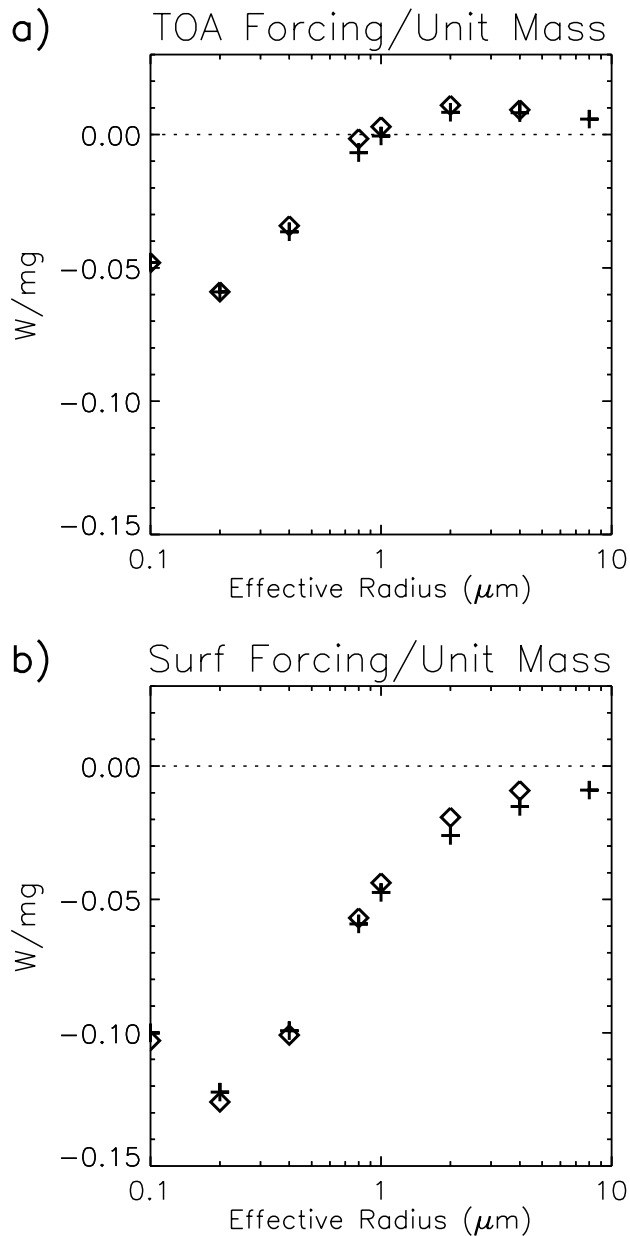 a) TOA Forcing/Unit Mass
0.00
−0.05
−0.10
−0.15
W/mg
0.1 1 10
Effective Radius (μm)
b) Surf Forcing/Unit Mass
0.00
−0.05
−0.10
−0.15
W/mg
0.1 1 10
Effective Radius (μm)